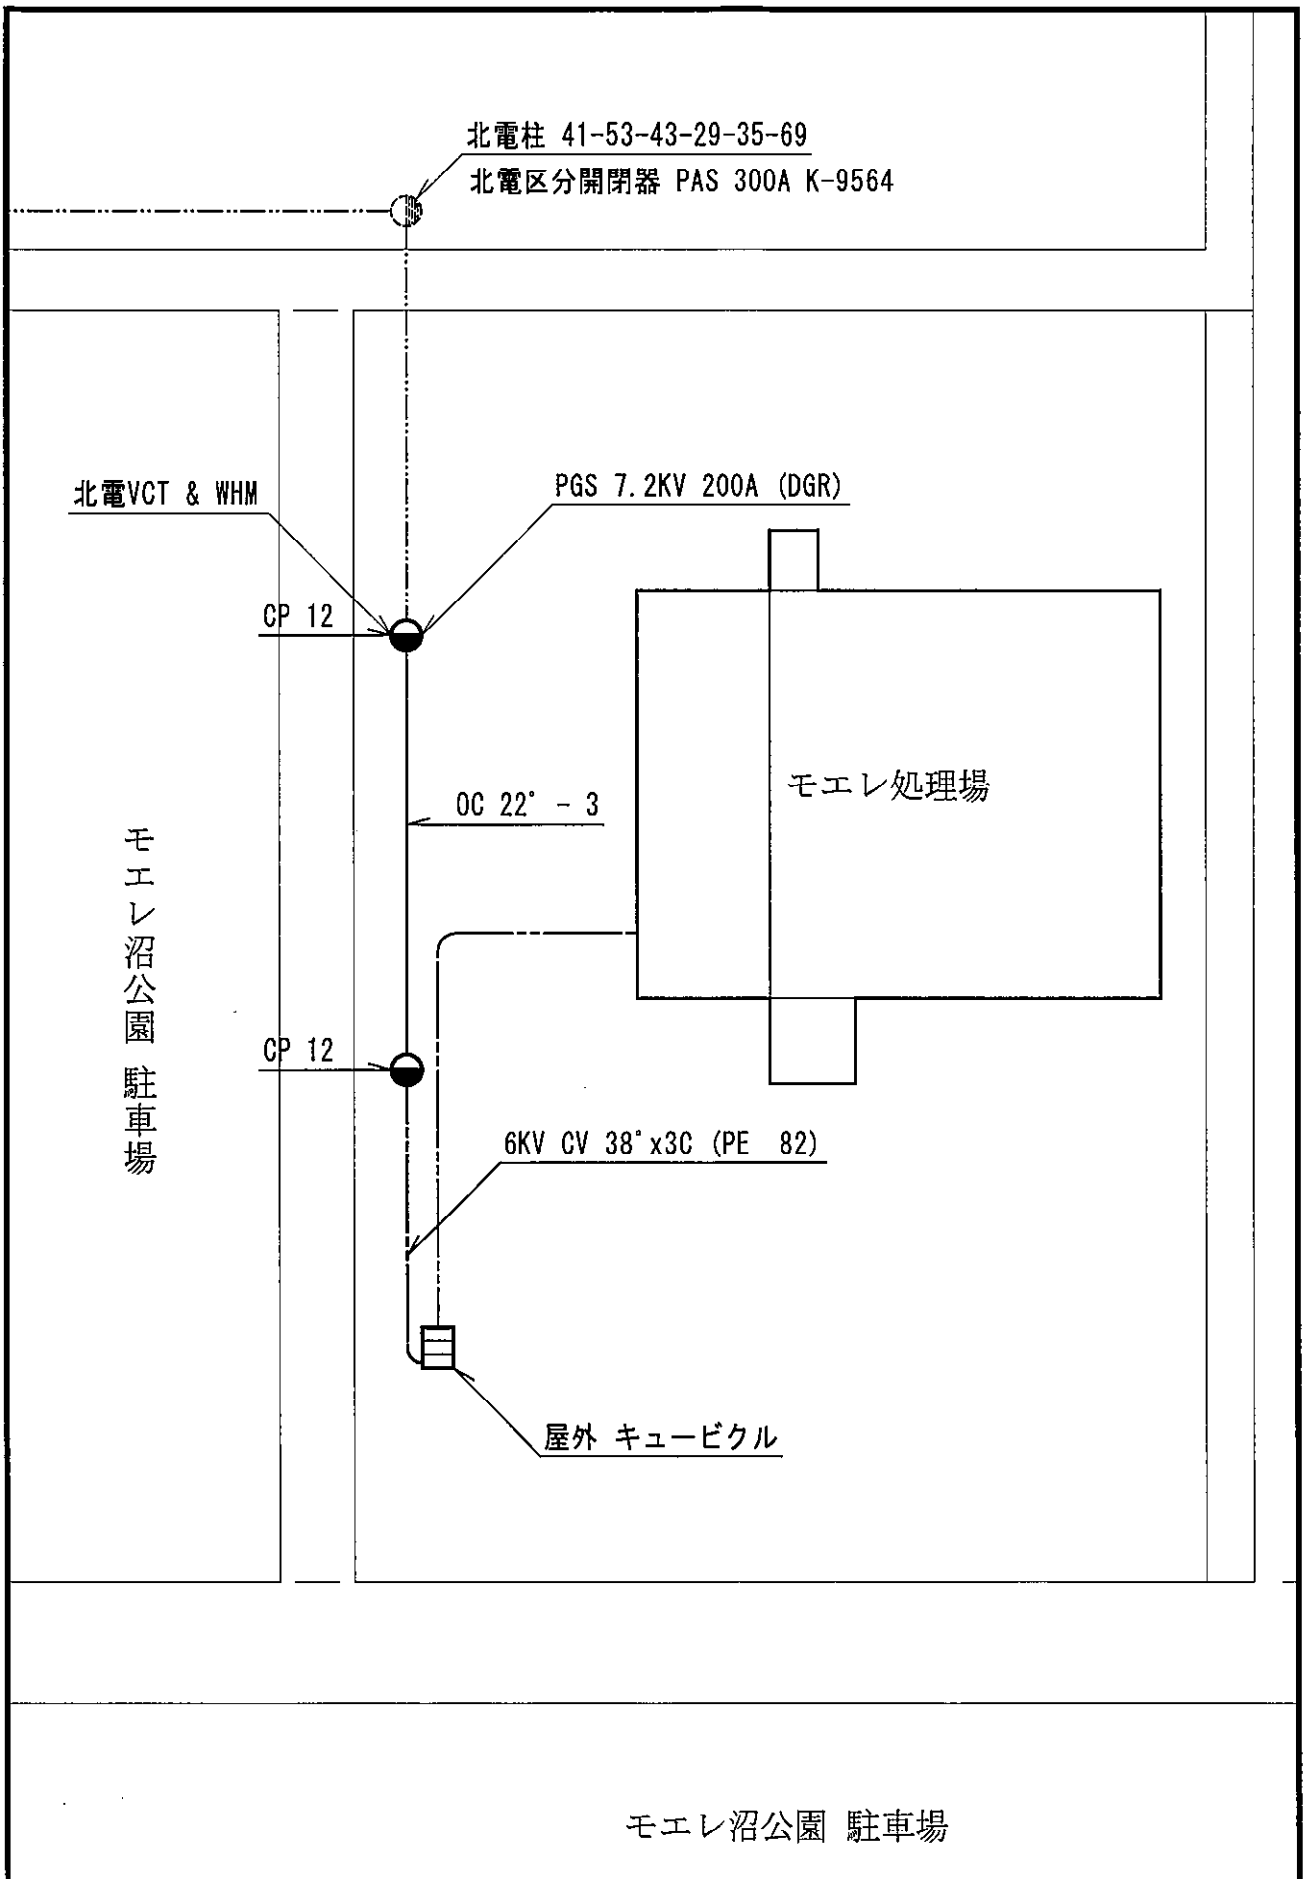 北電柱 41-53-43-29-35-69
北電区分開閉器 PAS 300A K-9564
北電VCT & WHM
PGS 7.2KV 200A (DGR)
CP 12
モエレ処理場
OC 22° - 3
モエレ沼公園 駐車場
CP 12
6KV CV 38°x3C (PE 82)
屋外 キュービクル
モエレ沼公園 駐車場